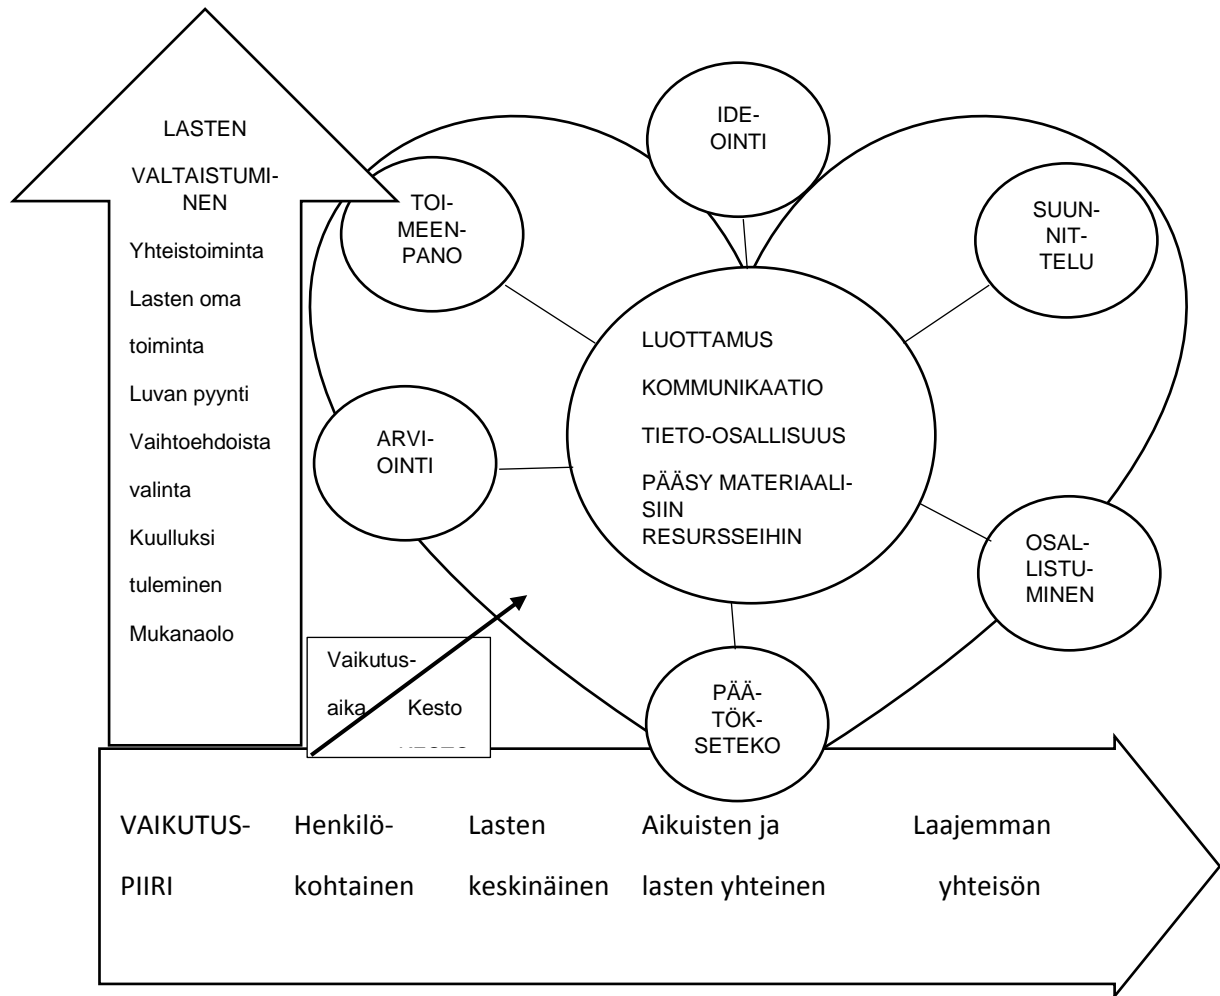 LASTEN
VALTAISTUMI-
NEN
Yhteistoiminta
Lasten oma
toiminta
Luvan pyynti
Vaihtoehdoista
valinta
Kuulluksi
tuleminen
Mukanaolo
TOI-
MEEN-
PANO
IDE-
OINTI
SUUN-
NIT-
TELU
ARVI-
OINTI
LUOTTAMUS
KOMMUNIKAATIO
TIETO-OSALLISUUS
PÄÄSY MATERIAALI-
SIIN
RESURSSEIHIN
OSAL-
LISTU-
MINEN
PÄÄ-
TÖK-
SETEKO
Vaikutus-
aika Kesto
VAIKUTUS- Henkilö- Lasten Aikuisten ja Laajemman
PIIRI kohtainen keskinäinen lasten yhteinen yhteisön